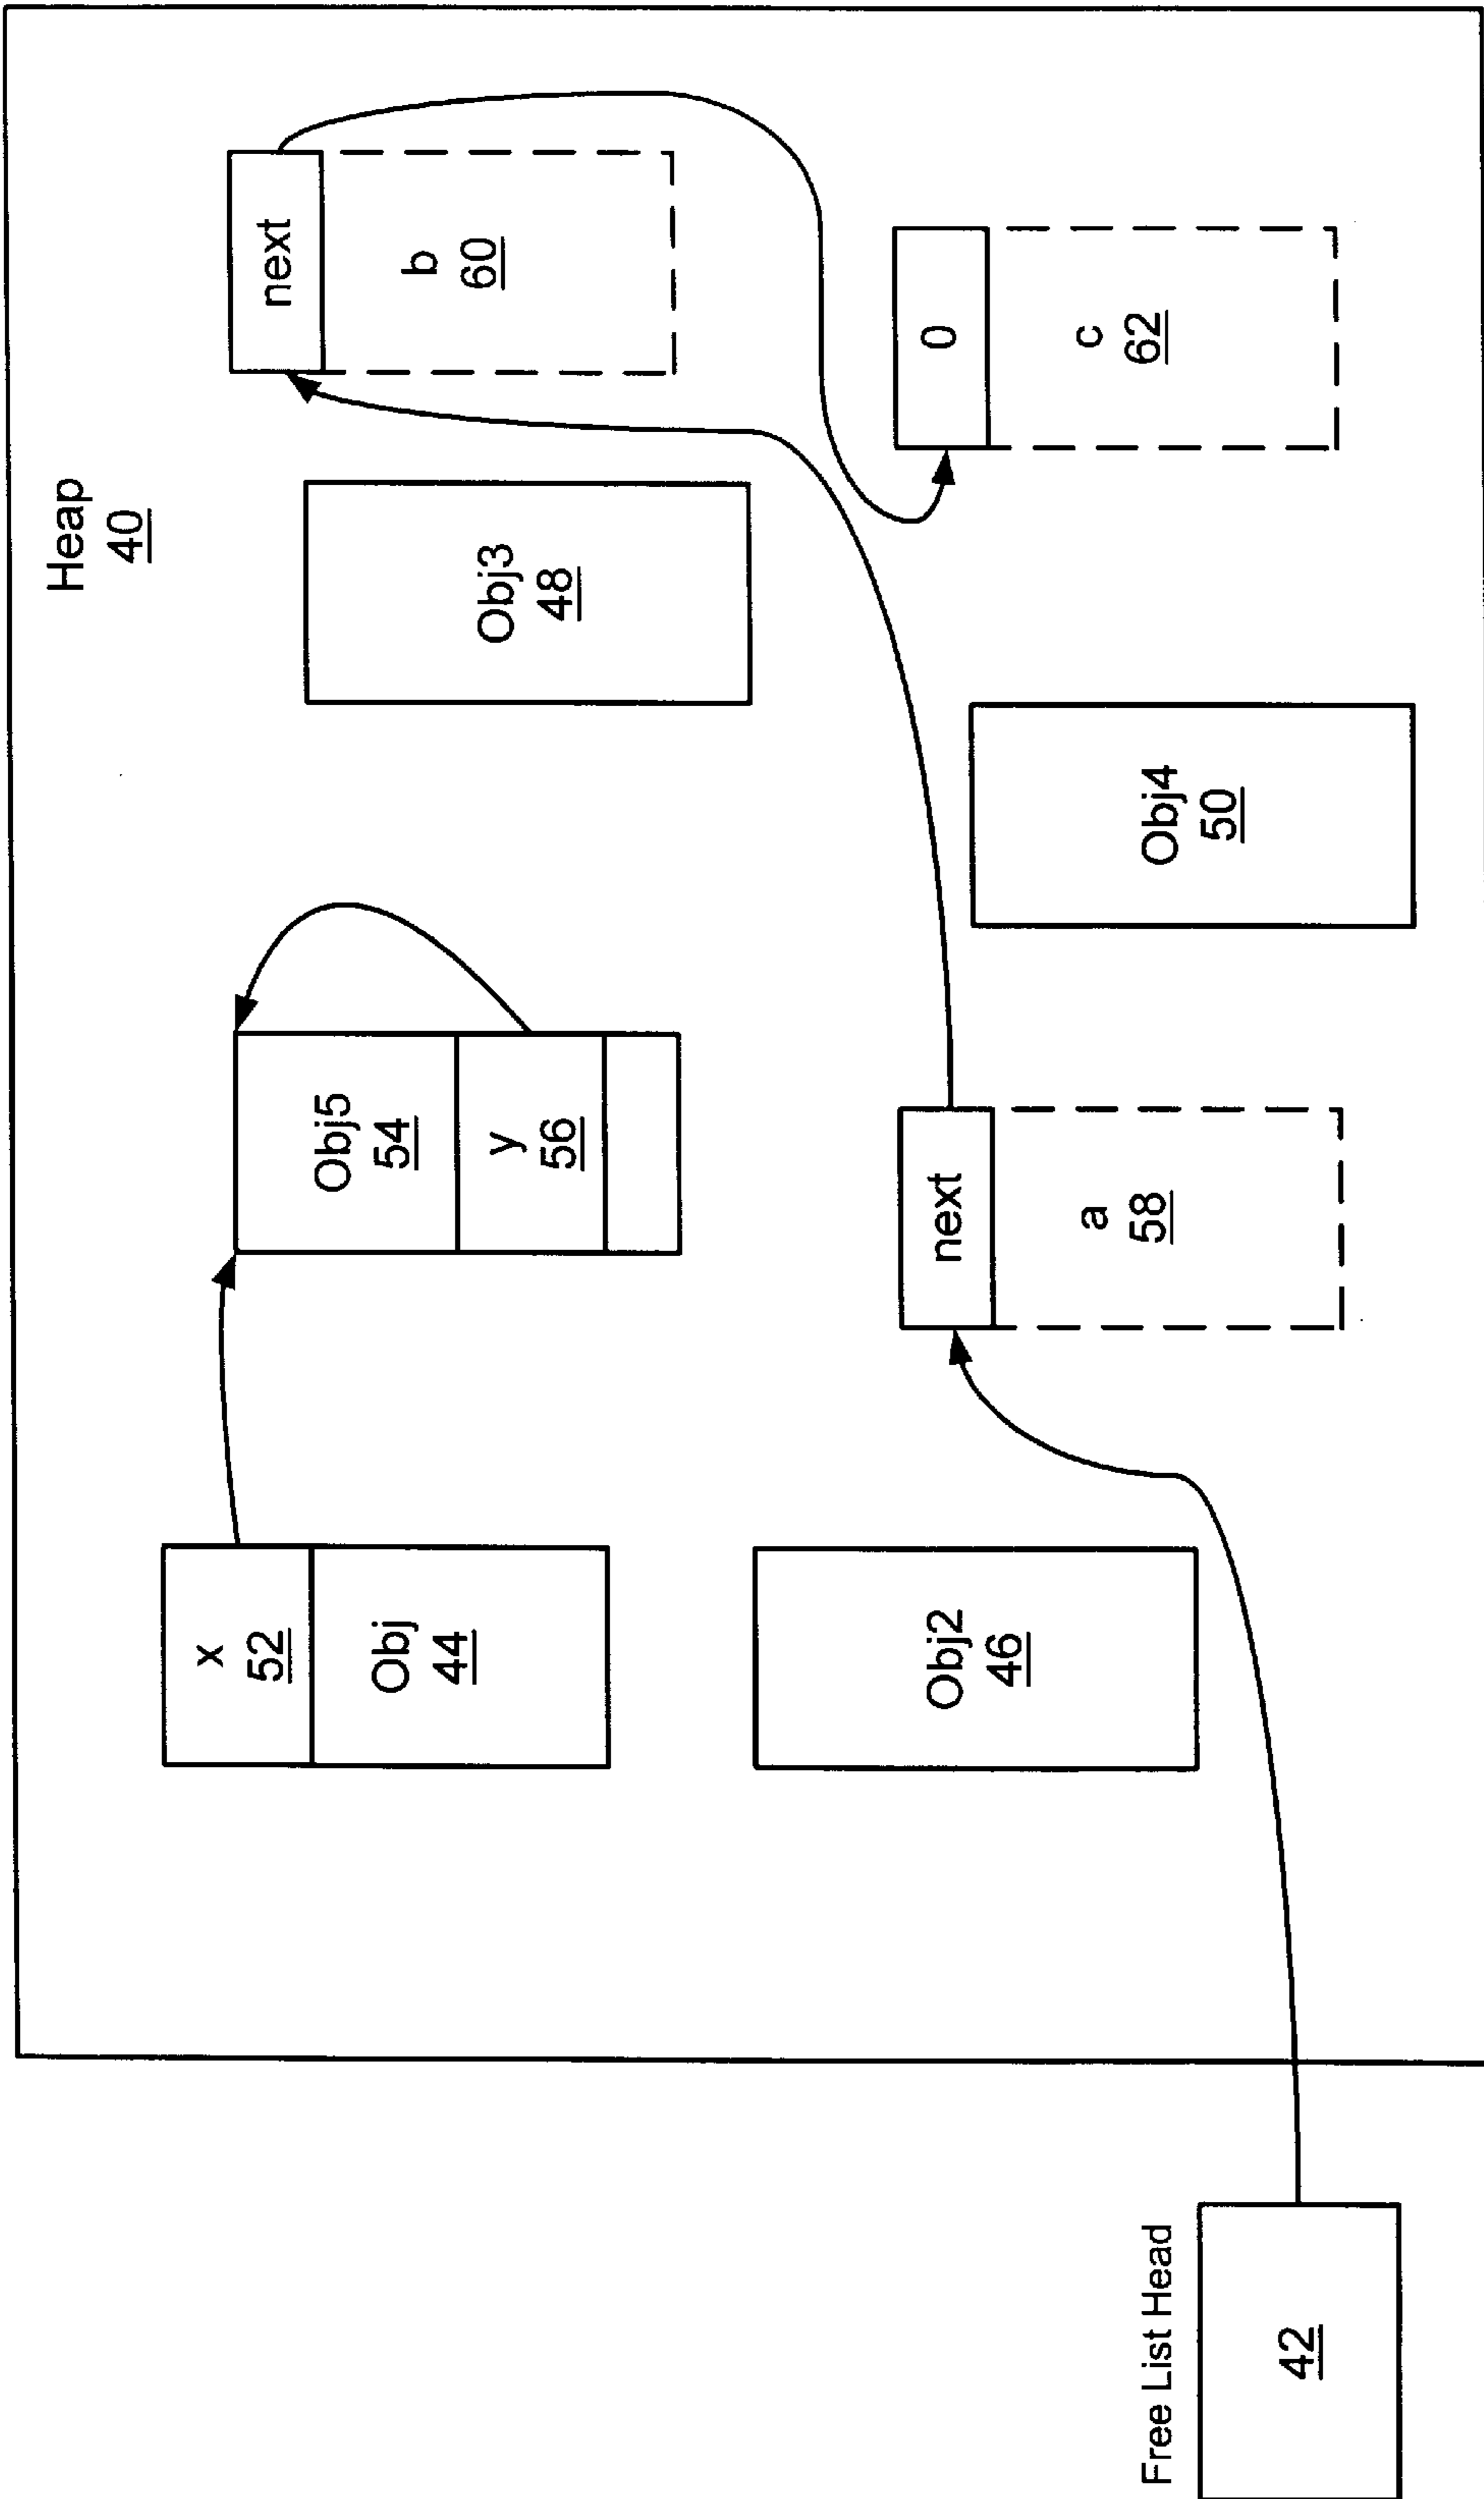 Heap
40
x
52
Obj
44
Obj5
54
y
56
Obj3
48
next
b
60
Obj2
46
next
a
58
Obj4
50
0
c
62
Free List Head
42